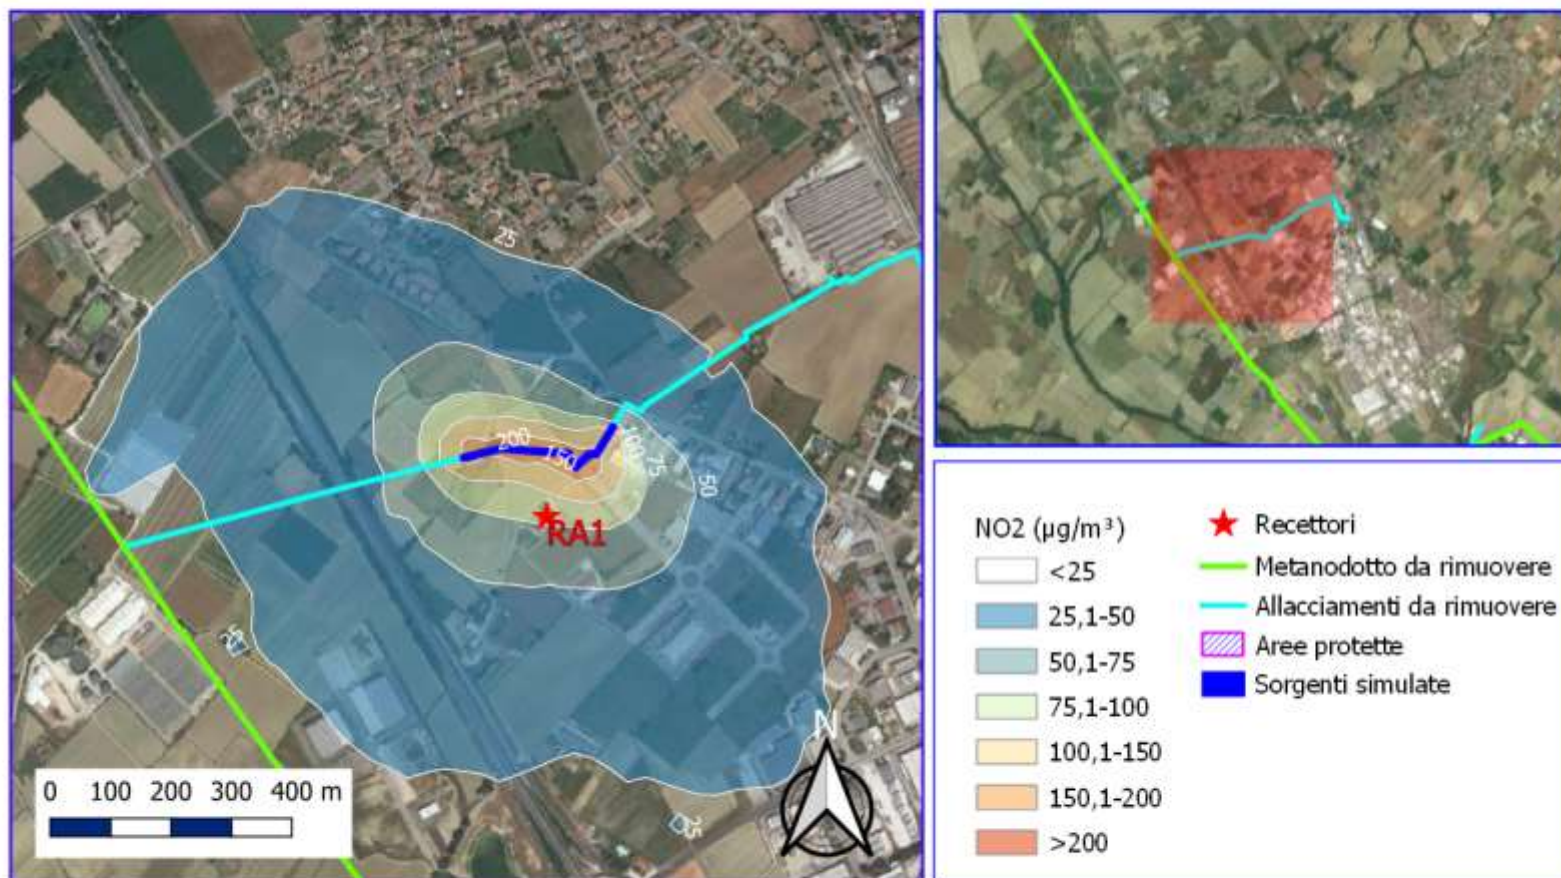 25
200
150
100
75
50
RA1
25
25
N
0 100 200 300 400 m
NO2 (µg/m³)
<25
25,1-50
50,1-75
75,1-100
100,1-150
150,1-200
>200
Recettori
Metanodotto da rimuovere
Allacciamenti da rimuovere
Aree protette
Sorgenti simulate